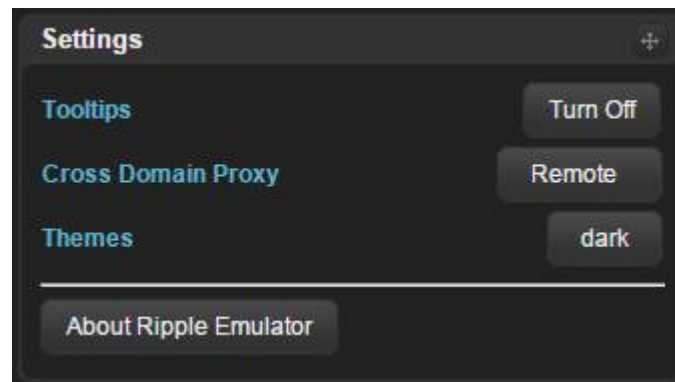 Settings
Tooltips Turn Off
Cross Domain Proxy Remote
Themes dark
About Ripple Emulator